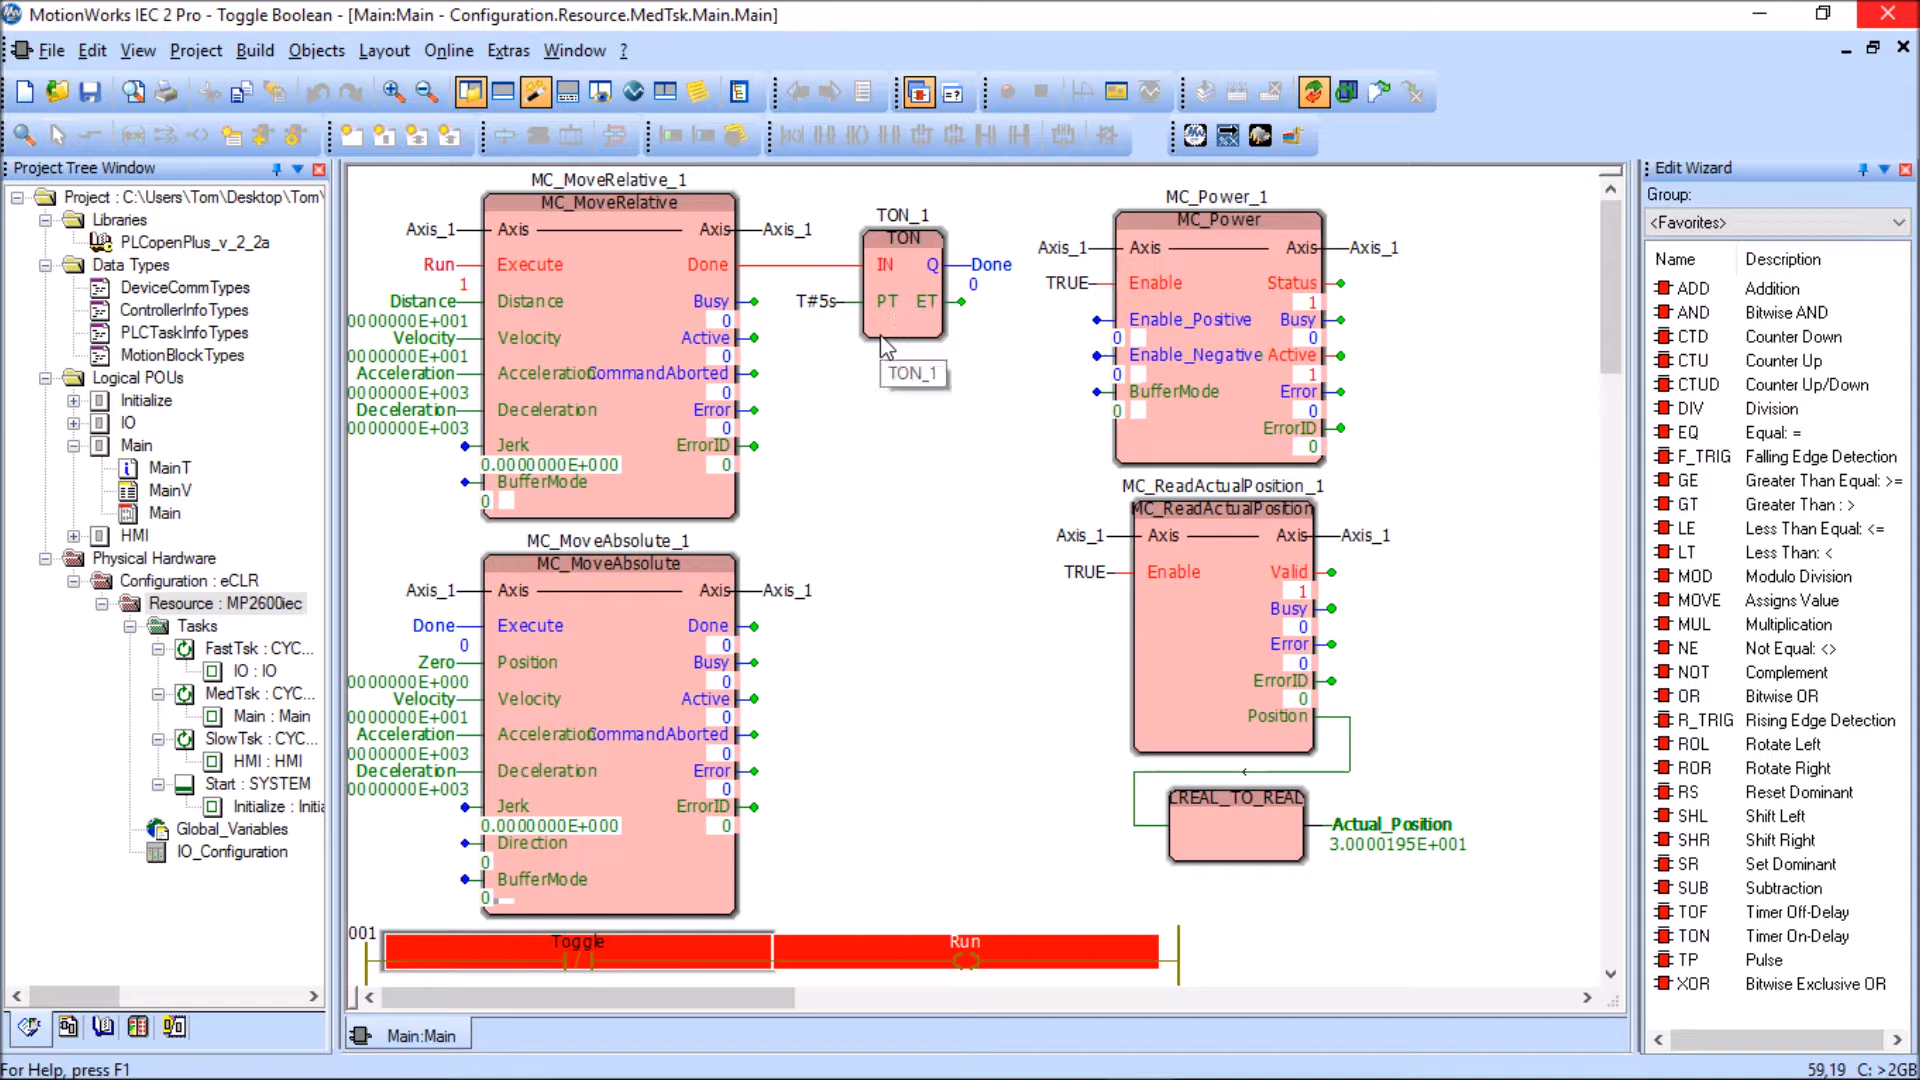 MotionWorks IEC 2 Pro - Toggle Boolean - [Main:Main - Configuration.Resource.MedTsk.Main.Main]
File Edit View Project Build Objects Layout Online Extras Window ?
Project Tree Window
Project : C:\Users\Tom\Desktop\Tom\
Libraries
PLCopenPlus_v_2_2a
Data Types
DeviceCommTypes
ControllerInfoTypes
PLCTaskInfoTypes
MotionBlockTypes
Logical POUs
Initialize
IO
Main
MainT
MainV
Main
HMI
Physical Hardware
Configuration : eCLR
Resource : MP2600iec
Tasks
FastTsk : CYC...
IO : IO
MedTsk : CYC...
Main : Main
SlowTsk : CYC...
HMI : HMI
Start : SYSTEM
Initialize : Initia
Global_Variables
IO_Configuration
MC_MoveRelative_1
MC_MoveRelative
Axis_1 Axis Axis Axis_1
Run Execute Done
1
Distance Distance Busy
0000000E+001 0
Velocity Velocity Active
0000000E+001 0
Acceleration Acceleration CommandAborted
0000000E+003 0
Deceleration Deceleration Error
0000000E+003 0
Jerk ErrorID
0.0000000E+000 0
BufferMode
0
TON_1
TON
IN Q Done
0
T#5s PT ET
TON_1
MC_MoveAbsolute_1
MC_MoveAbsolute
Axis_1 Axis Axis Axis_1
Done Execute Done
0 0
Zero Position Busy
0000000E+000 0
Velocity Velocity Active
0000000E+001 0
Acceleration Acceleration CommandAborted
0000000E+003 0
Deceleration Deceleration Error
0000000E+003 0
Jerk ErrorID
0.0000000E+000 0
Direction
0
BufferMode
0
MC_Power_1
MC_Power
Axis_1 Axis Axis Axis_1
TRUE Enable Status
1
Enable_Positive Busy
0 0
Enable_Negative Active
0 1
BufferMode Error
0 0
ErrorID
0
MC_ReadActualPosition_1
MC_ReadActualPosition
Axis_1 Axis Axis Axis_1
TRUE Enable Valid
1
Busy
0
Error
0
ErrorID
0
Position
LREAL_TO_REAL
Actual_Position
3.0000195E+001
001
Toggle Run
Main:Main
Edit Wizard
Group:
<Favorites>
Name Description
ADD Addition
AND Bitwise AND
CTD Counter Down
CTU Counter Up
CTUD Counter Up/Down
DIV Division
EQ Equal: =
F_TRIG Falling Edge Detection
GE Greater Than Equal: >=
GT Greater Than : >
LE Less Than Equal: <=
LT Less Than: <
MOD Modulo Division
MOVE Assigns Value
MUL Multiplication
NE Not Equal: <>
NOT Complement
OR Bitwise OR
R_TRIG Rising Edge Detection
ROL Rotate Left
ROR Rotate Right
RS Reset Dominant
SHL Shift Left
SHR Shift Right
SR Set Dominant
SUB Subtraction
TOF Timer Off-Delay
TON Timer On-Delay
TP Pulse
XOR Bitwise Exclusive OR
For Help, press F1
59,19 C: >2GB